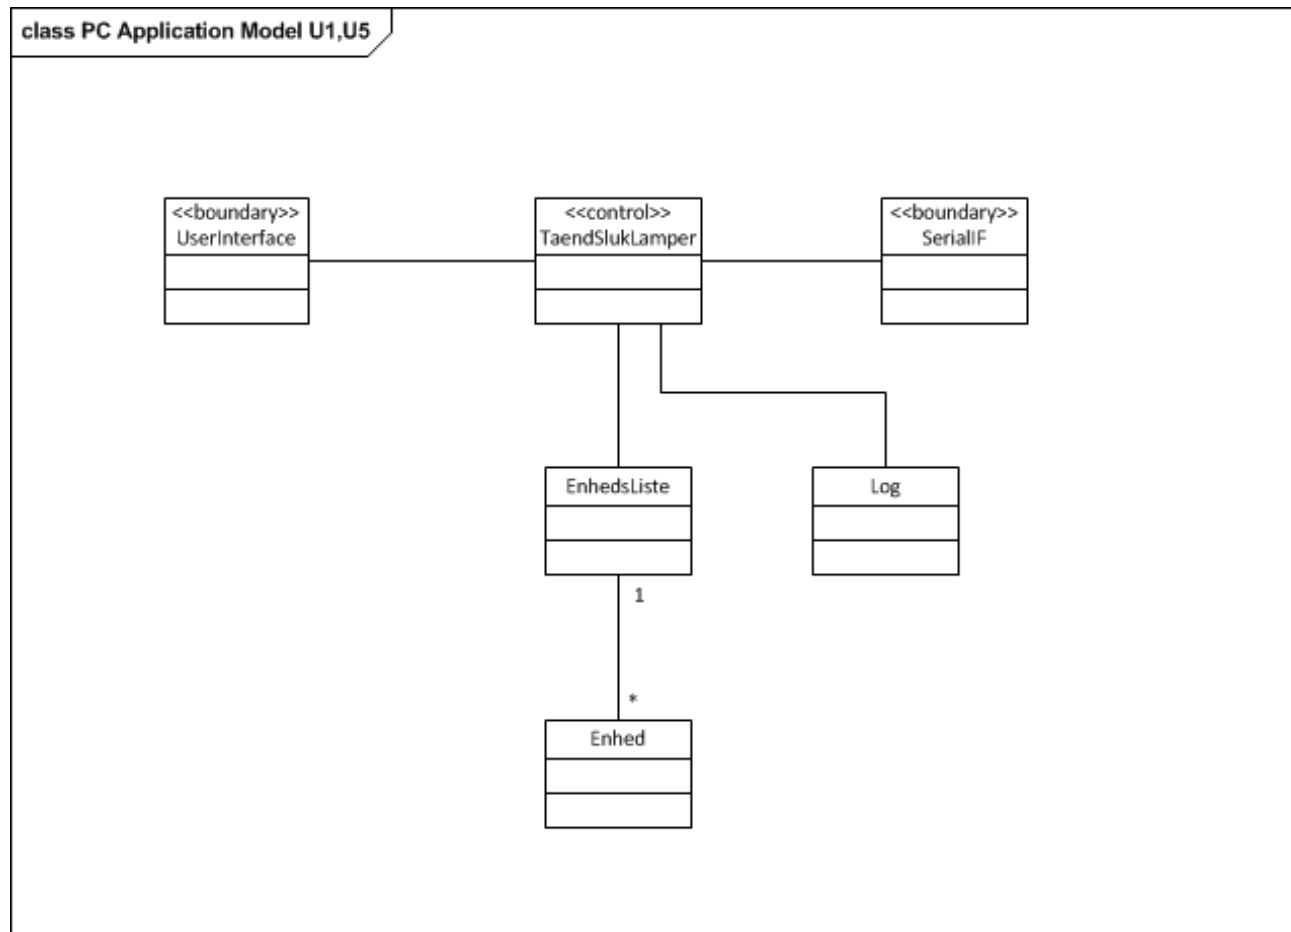 class PC Application Model U1,U5
<<boundary>>
UserInterface
<<control>>
TaendSlukLamper
<<boundary>>
SerialIF
EnhedsListe
Log
1
*
Enhed